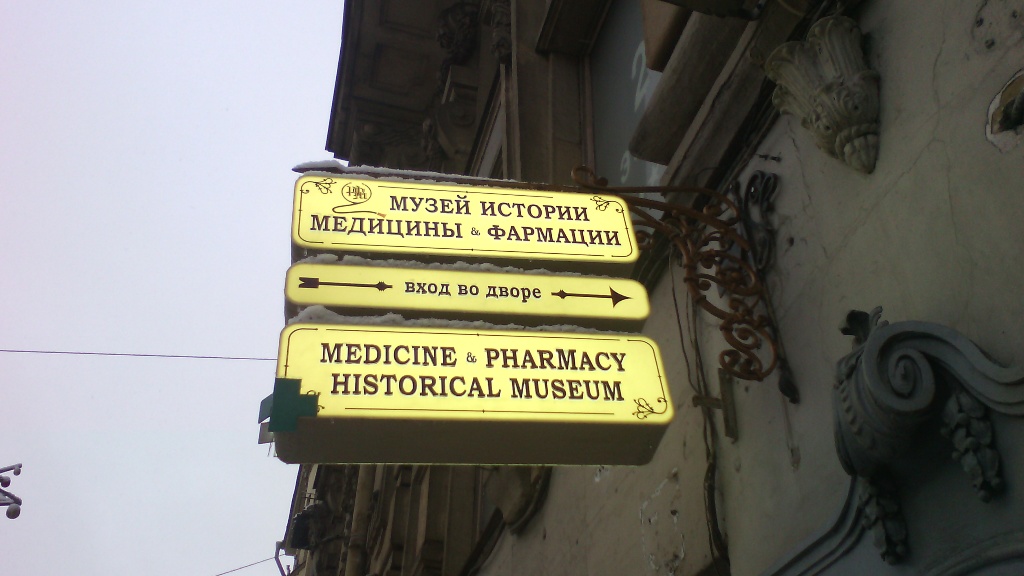 МУЗЕЙ ИСТОРИИ
МЕДИЦИНЫ & ФАРМАЦИИ
вход во дворе
MEDICINE & PHARMACY
HISTORICAL MUSEUM